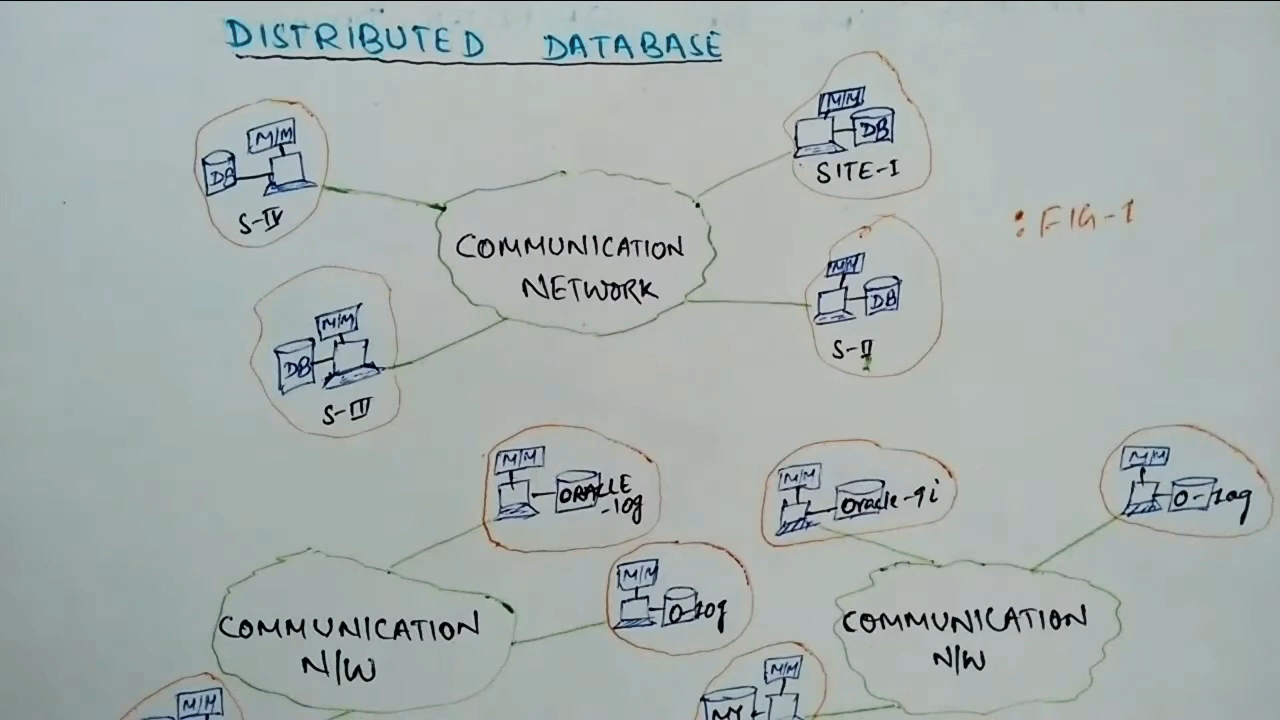 DISTRIBUTED DATABASE
M/M
DB
S-IV
M/M
DB
SITE-I
COMMUNICATION
NETWORK
: FIG-1
M/M
DB
S-II
M/M
DB
S-III
M/M
ORACLE
-10g
M/M
Oracle-9i
M/M
O-10g
M/M
O-10g
COMMUNICATION
N/W
COMMUNICATION
N/W
M/M
M/M
MY